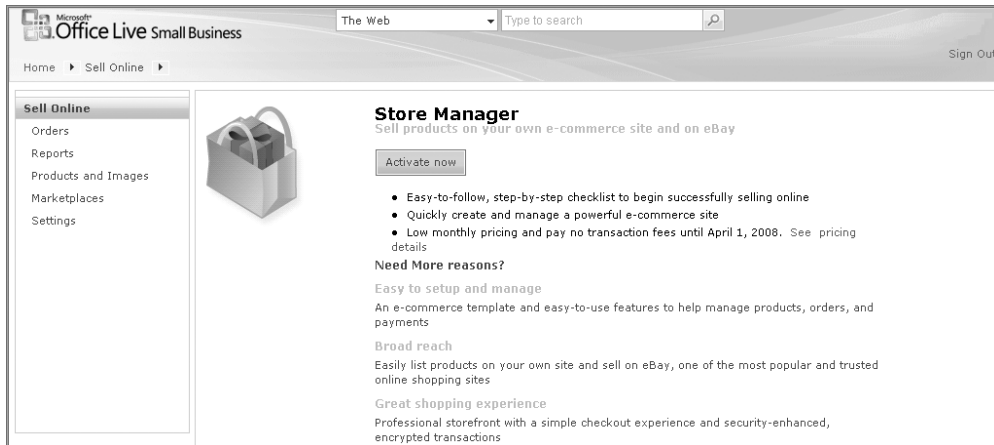 Microsoft®
Office Live Small Business
The Web
Type to search
Sign Out
Home
Sell Online
Sell Online
Orders
Reports
Products and Images
Marketplaces
Settings
Store Manager
Sell products on your own e-commerce site and on eBay
Activate now
• Easy-to-follow, step-by-step checklist to begin successfully selling online
• Quickly create and manage a powerful e-commerce site
• Low monthly pricing and pay no transaction fees until April 1, 2008. See pricing
details
Need More reasons?
Easy to setup and manage
An e-commerce template and easy-to-use features to help manage products, orders, and
payments
Broad reach
Easily list products on your own site and sell on eBay, one of the most popular and trusted
online shopping sites
Great shopping experience
Professional storefront with a simple checkout experience and security-enhanced,
encrypted transactions